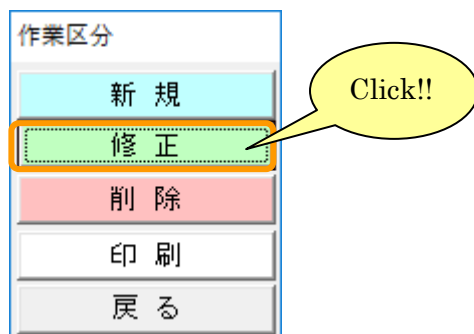 作業区分
新 規
Click!!
修 正
削 除
印 刷
戻 る